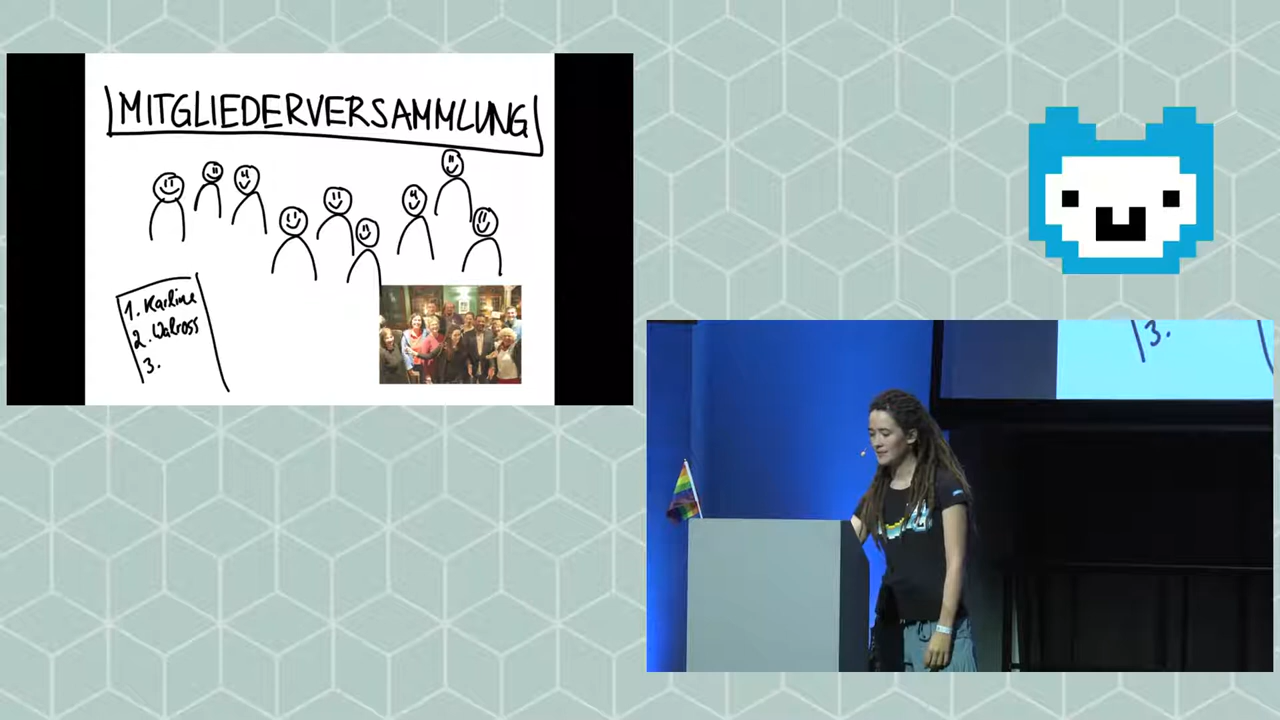 MITGLIEDERVERSAMMLUNG
1. Karline
2. Walross
3.
3.